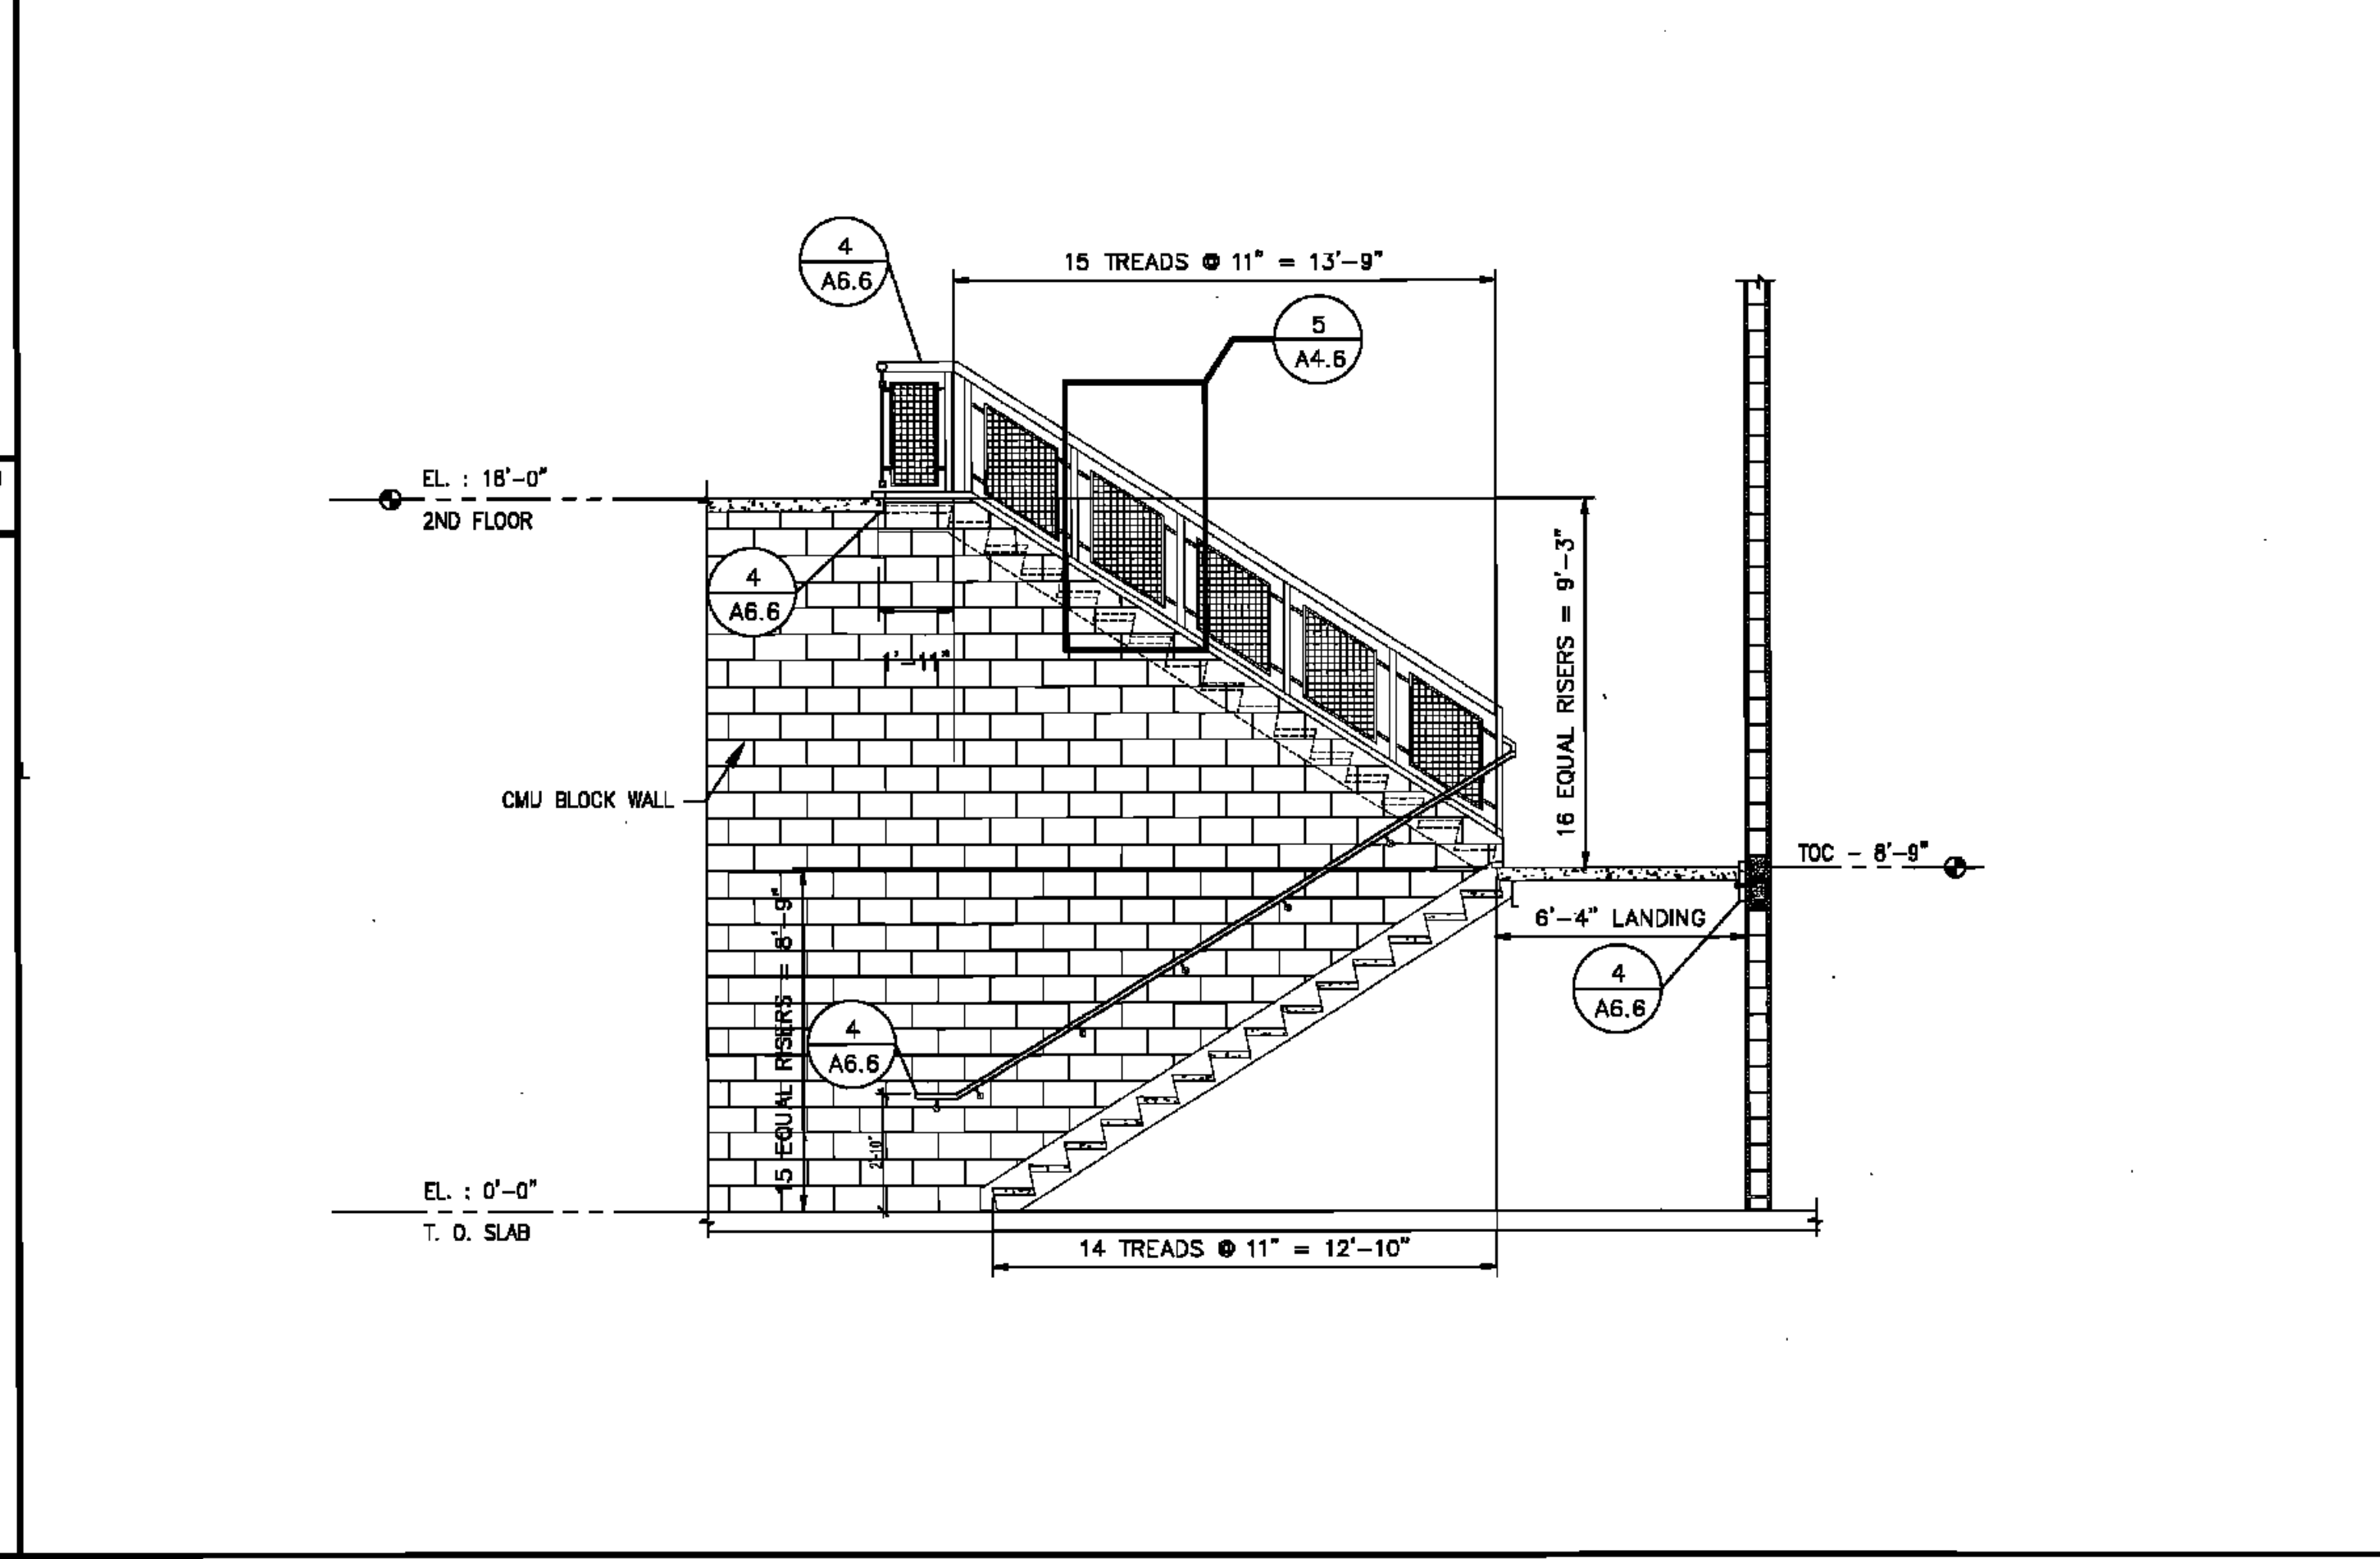 4
A6.6
15 TREADS @ 11" = 13'-9"
5
A4.6
EL. : 18'-0"
2ND FLOOR
4
A6.6
1'-11"
16 EQUAL RISERS = 9'-3"
CMU BLOCK WALL
TOC - 8'-9"
6'-4" LANDING
4
A6.6
15 EQUAL RISERS = 8'-9"
4
A6.6
2'-10"
EL. : 0'-0"
T. O. SLAB
14 TREADS @ 11" = 12'-10"